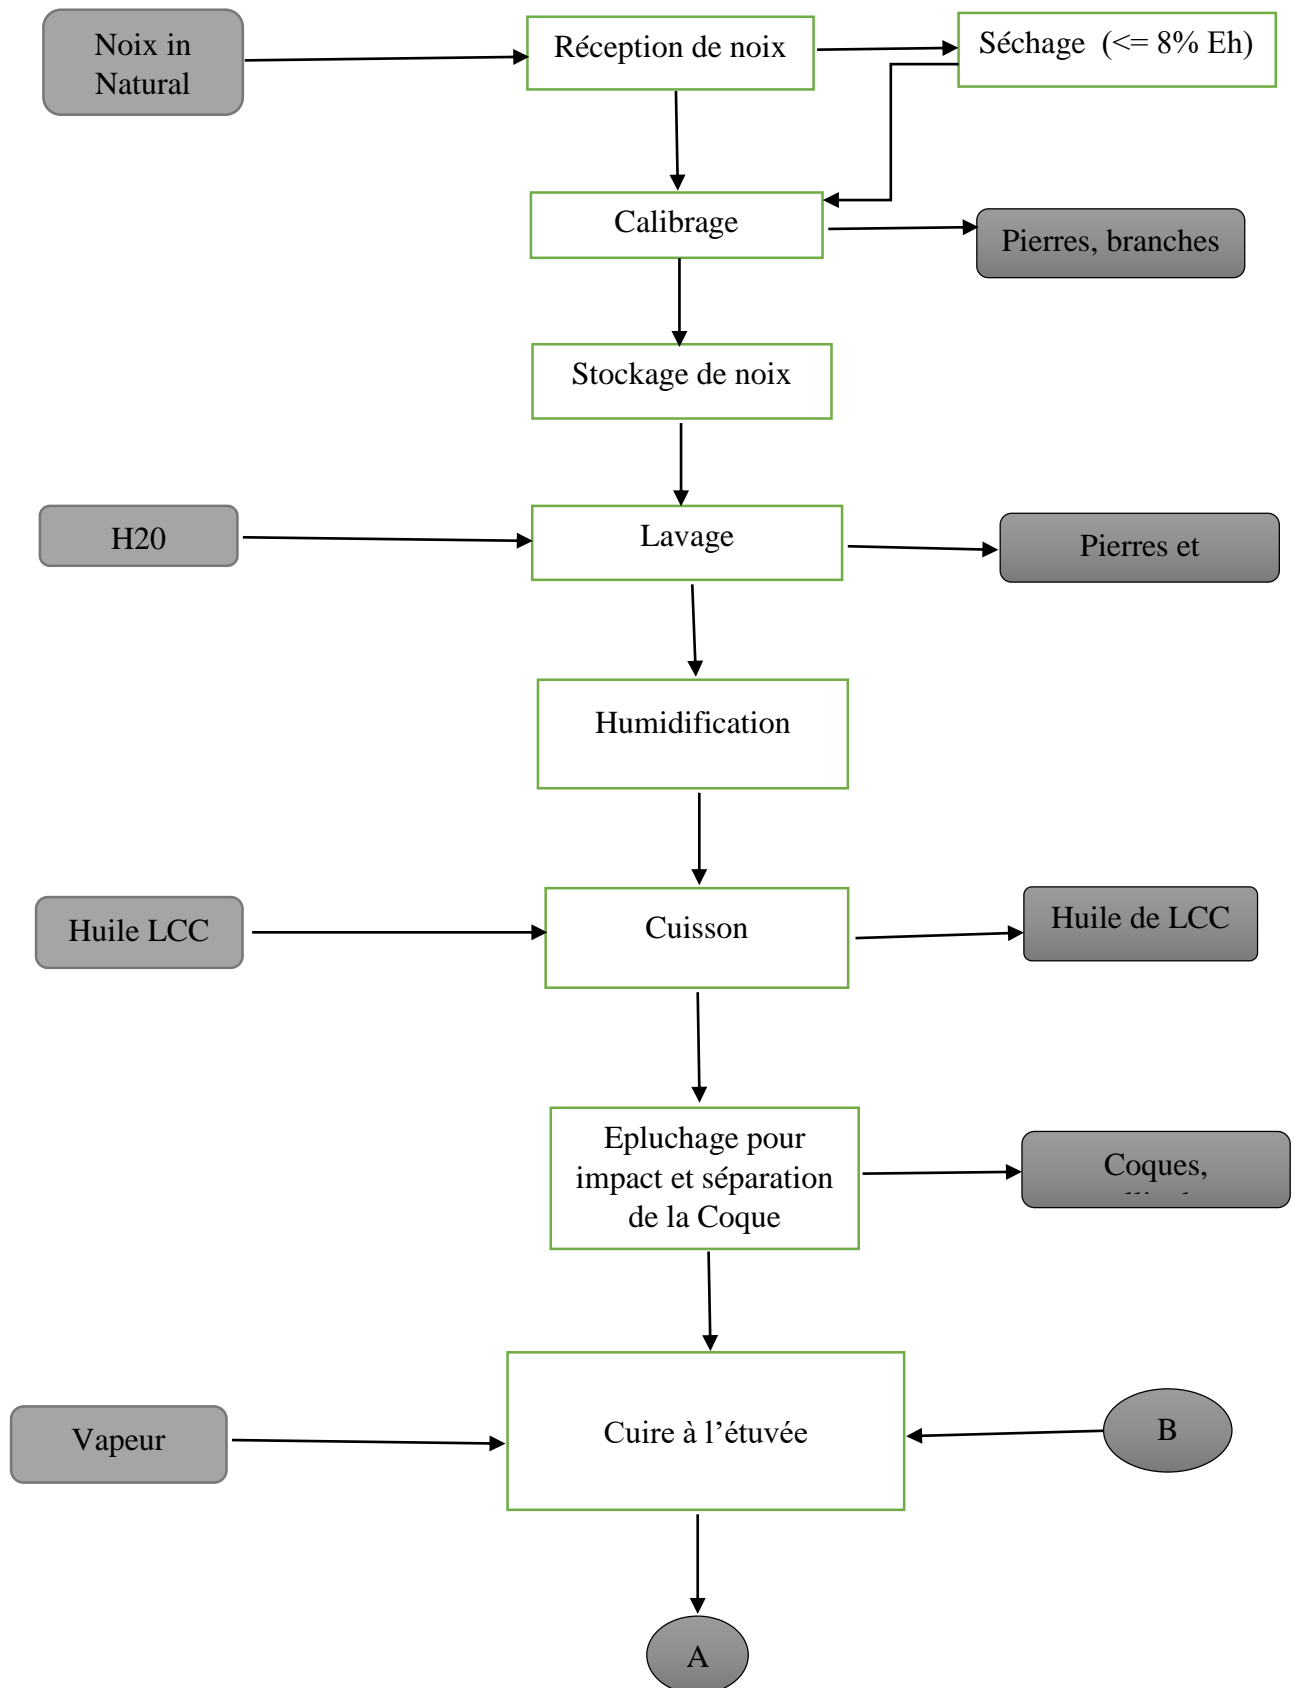 Noix in
Natural
Réception de noix
Séchage (<= 8% Eh)
Calibrage
Pierres, branches
Stockage de noix
H20
Lavage
Pierres et
Humidification
Huile LCC
Cuisson
Huile de LCC
Epluchage pour
impact et séparation
de la Coque
Coques,
Vapeur
Cuire à l’étuvée
B
A